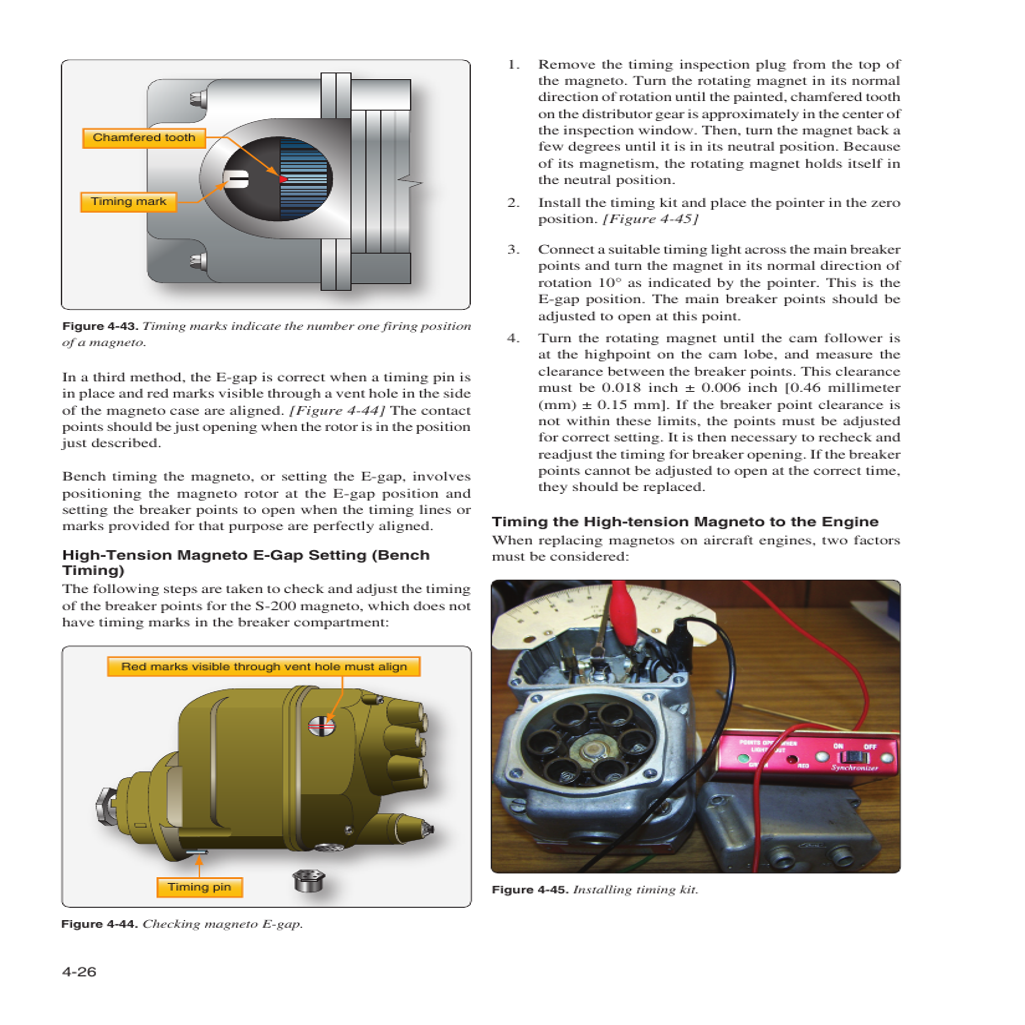 Chamfered tooth
Timing mark
Figure 4-43. Timing marks indicate the number one firing position
of a magneto.
In a third method, the E-gap is correct when a timing pin is
in place and red marks visible through a vent hole in the side
of the magneto case are aligned. [Figure 4-44] The contact
points should be just opening when the rotor is in the position
just described.
Bench timing the magneto, or setting the E-gap, involves
positioning the magneto rotor at the E-gap position and
setting the breaker points to open when the timing lines or
marks provided for that purpose are perfectly aligned.
High-Tension Magneto E-Gap Setting (Bench
Timing)
The following steps are taken to check and adjust the timing
of the breaker points for the S-200 magneto, which does not
have timing marks in the breaker compartment:
Red marks visible through vent hole must align
Timing pin
Figure 4-44. Checking magneto E-gap.
1. Remove the timing inspection plug from the top of
the magneto. Turn the rotating magnet in its normal
direction of rotation until the painted, chamfered tooth
on the distributor gear is approximately in the center of
the inspection window. Then, turn the magnet back a
few degrees until it is in its neutral position. Because
of its magnetism, the rotating magnet holds itself in
the neutral position.
2. Install the timing kit and place the pointer in the zero
position. [Figure 4-45]
3. Connect a suitable timing light across the main breaker
points and turn the magnet in its normal direction of
rotation 10° as indicated by the pointer. This is the
E-gap position. The main breaker points should be
adjusted to open at this point.
4. Turn the rotating magnet until the cam follower is
at the highpoint on the cam lobe, and measure the
clearance between the breaker points. This clearance
must be 0.018 inch ± 0.006 inch [0.46 millimeter
(mm) ± 0.15 mm]. If the breaker point clearance is
not within these limits, the points must be adjusted
for correct setting. It is then necessary to recheck and
readjust the timing for breaker opening. If the breaker
points cannot be adjusted to open at the correct time,
they should be replaced.
Timing the High-tension Magneto to the Engine
When replacing magnetos on aircraft engines, two factors
must be considered:
POINTS WHEN
LIGHT OUT
ON OFF
RED
Synchronizer
Figure 4-45. Installing timing kit.
4-26